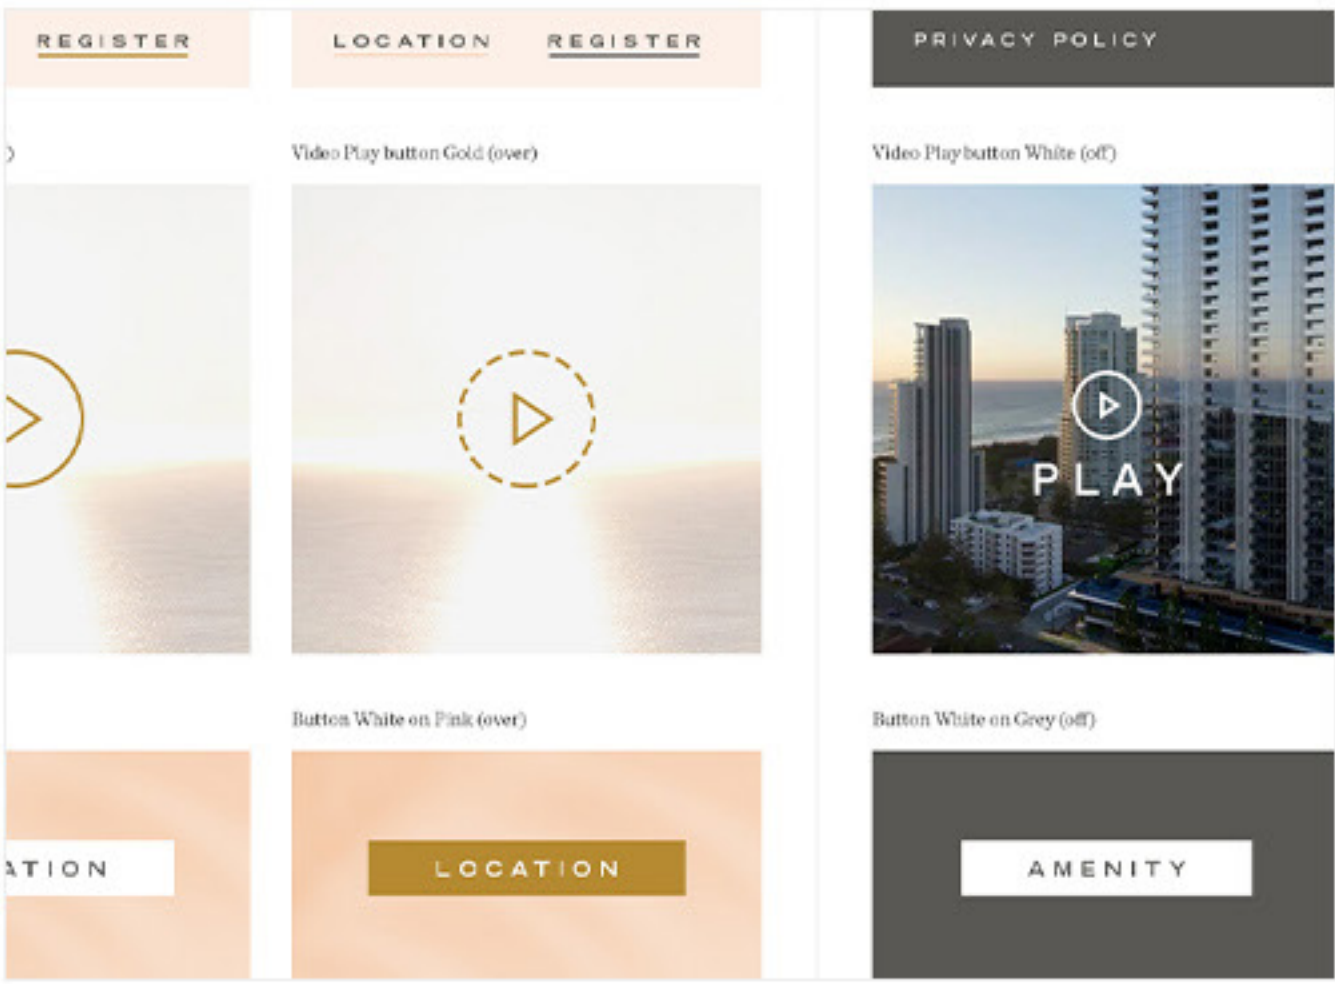 REGISTER
LOCATION REGISTER
PRIVACY POLICY
)
Video Play button Gold (over)
Video Play button White (off)
PLAY
Button White on Pink (over)
Button White on Grey (off)
ATION
LOCATION
AMENITY